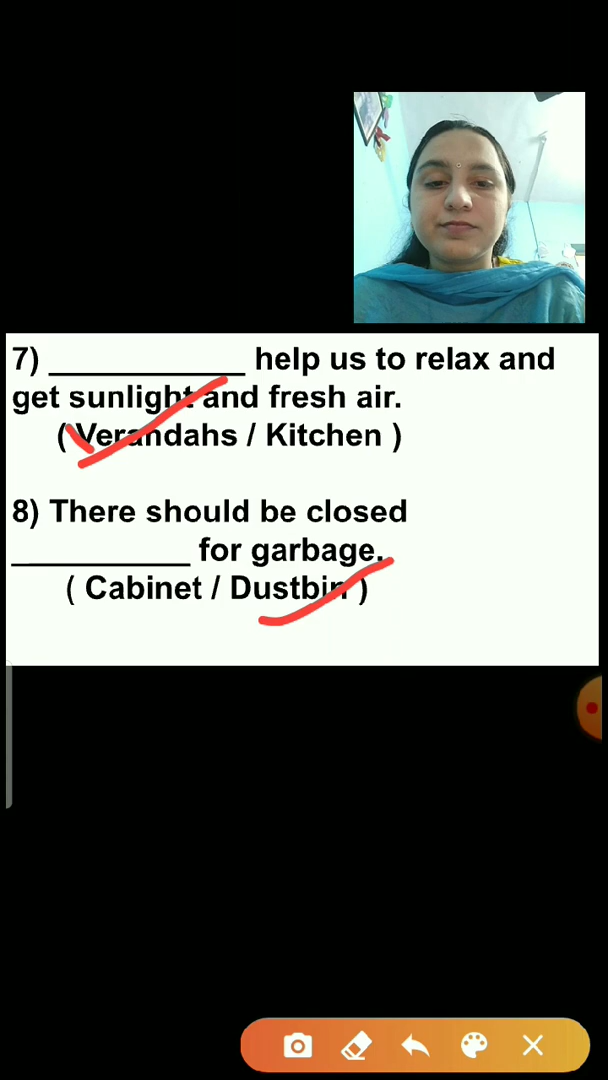 7) ____________ help us to relax and
get sunlight and fresh air.
( Verandahs / Kitchen )
8) There should be closed
___________ for garbage.
( Cabinet / Dustbin )